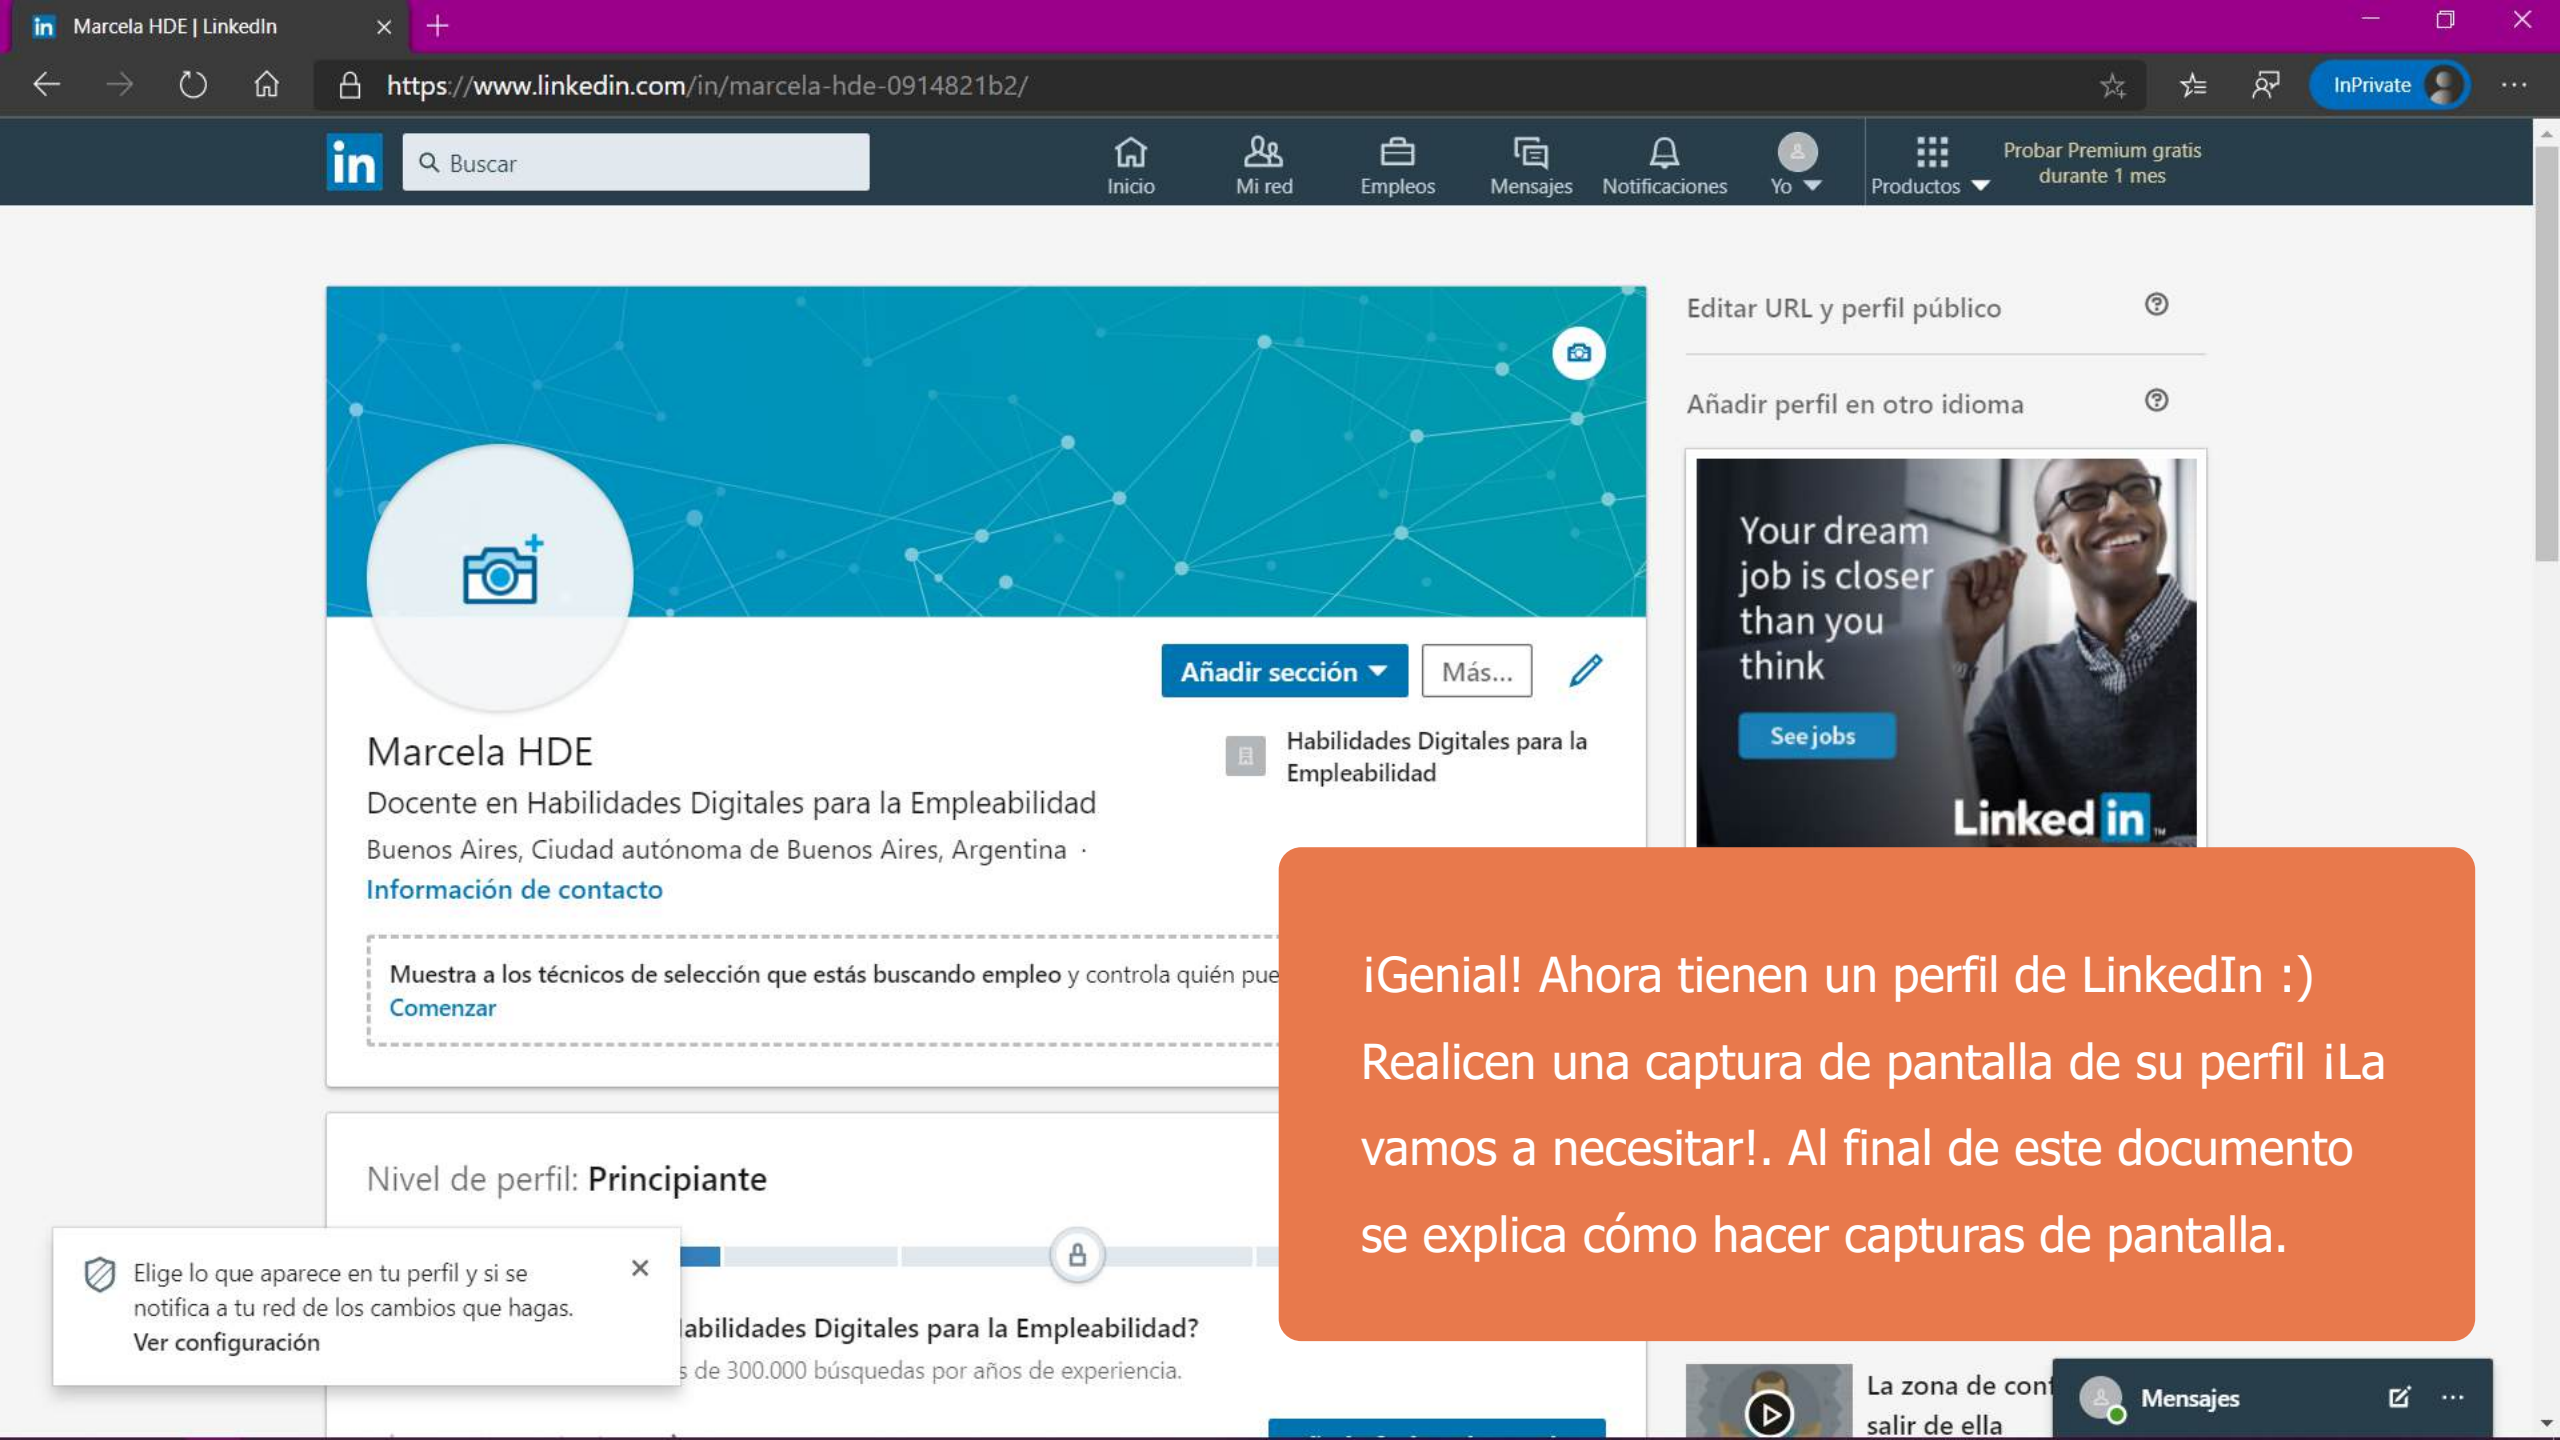 in Marcela HDE | LinkedIn
https://www.linkedin.com/in/marcela-hde-0914821b2/
InPrivate
in
Buscar
Inicio
Mi red
Empleos
Mensajes
Notificaciones
Yo
Productos
Probar Premium gratis
durante 1 mes
Editar URL y perfil público
Añadir perfil en otro idioma
Your dream
job is closer
than you
think
See jobs
Linked in
Añadir sección
Más...
Marcela HDE
Habilidades Digitales para la
Empleabilidad
Docente en Habilidades Digitales para la Empleabilidad
Buenos Aires, Ciudad autónoma de Buenos Aires, Argentina ·
Información de contacto
Muestra a los técnicos de selección que estás buscando empleo y controla quién pue
Comenzar
¡Genial! Ahora tienen un perfil de LinkedIn :)
Realicen una captura de pantalla de su perfil ¡La
vamos a necesitar!. Al final de este documento
se explica cómo hacer capturas de pantalla.
Nivel de perfil: Principiante
Elige lo que aparece en tu perfil y si se
notifica a tu red de los cambios que hagas.
Ver configuración
abilidades Digitales para la Empleabilidad?
s de 300.000 búsquedas por años de experiencia.
La zona de conf
salir de ella
Mensajes